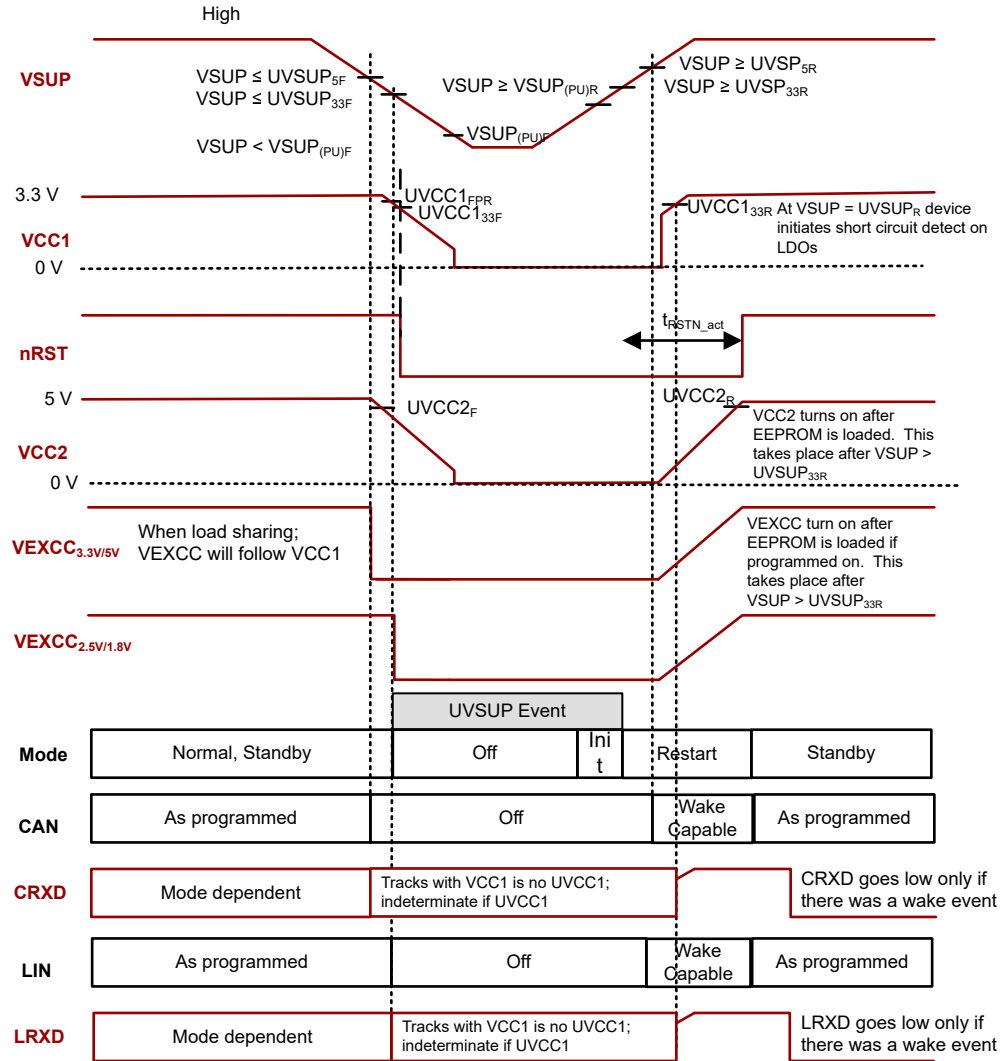 High
VSUP
VSUP ≤ UVSUP5F
VSUP ≤ UVSUP33F
VSUP < VSUP(PU)F
VSUP ≥ VSUP(PU)R
VSUP(PU)F
VSUP ≥ UVSP5R
VSUP ≥ UVSP33R
3.3 V
VCC1
0 V
UVCC1FPR
UVCC133F
UVCC133R
At VSUP = UVSUPR device
initiates short circuit detect on
LDOs
nRST
tRSTN_act
5 V
VCC2
0 V
UVCC2F
UVCC2R
VCC2 turns on after
EEPROM is loaded. This
takes place after VSUP >
UVSUP33R
VEXCC3.3V/5V
When load sharing;
VEXCC will follow VCC1
VEXCC turn on after
EEPROM is loaded if
programmed on. This
takes place after
VSUP > UVSUP33R
VEXCC2.5V/1.8V
UVSUP Event
Mode
Normal, Standby
Off
Ini
t
Restart
Standby
CAN
As programmed
Off
Wake
Capable
As programmed
CRXD
Mode dependent
Tracks with VCC1 is no UVCC1;
indeterminate if UVCC1
CRXD goes low only if
there was a wake event
LIN
As programmed
Off
Wake
Capable
As programmed
LRXD
Mode dependent
Tracks with VCC1 is no UVCC1;
indeterminate if UVCC1
LRXD goes low only if
there was a wake event